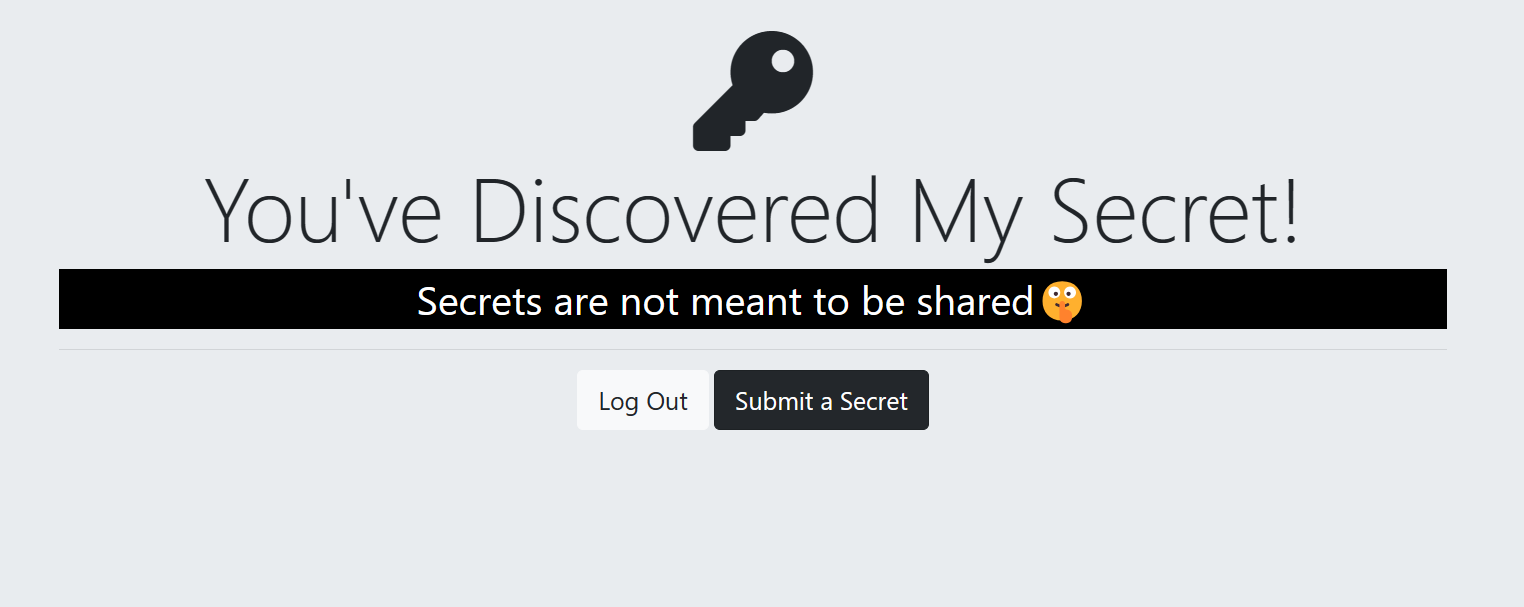 You've Discovered My Secret!
Secrets are not meant to be shared🤫
Log Out
Submit a Secret